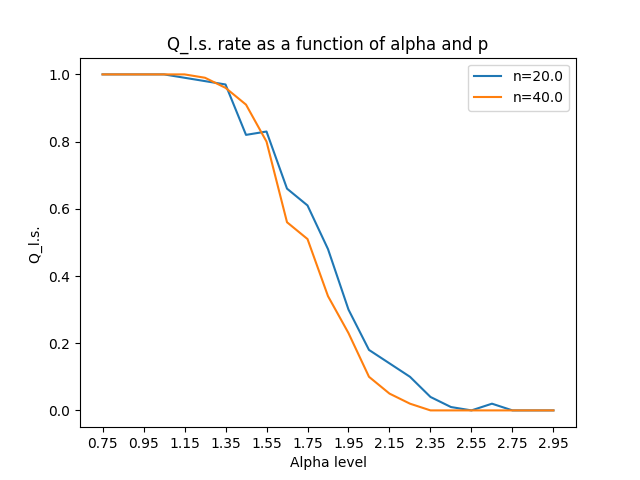 Q_l.s. rate as a function of alpha and p
n=20.0
n=40.0
1.0
0.8
0.6
0.4
0.2
0.0
Q_l.s.
0.75 0.95 1.15 1.35 1.55 1.75 1.95 2.15 2.35 2.55 2.75 2.95
Alpha level